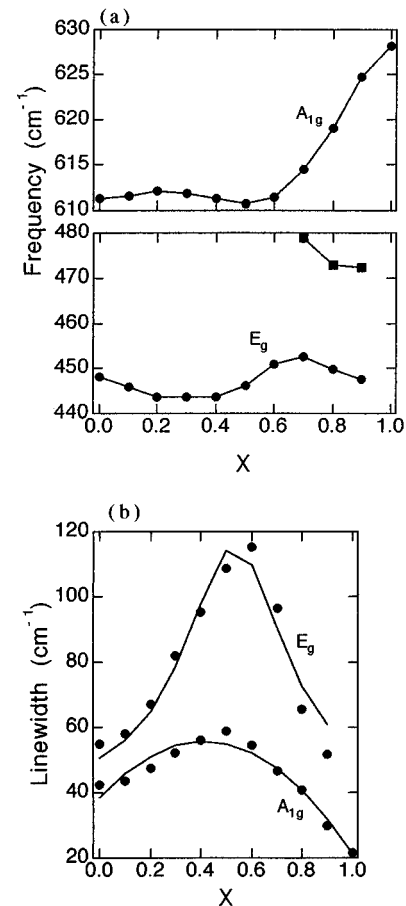 (a)
630
625
620
615
610
A1g
Frequency (cm-1)
480
470
460
450
440
Eg
0.0 0.2 0.4 0.6 0.8 1.0
X
(b)
120
100
80
60
40
20
Linewidth (cm-1)
Eg
A1g
0.0 0.2 0.4 0.6 0.8 1.0
X